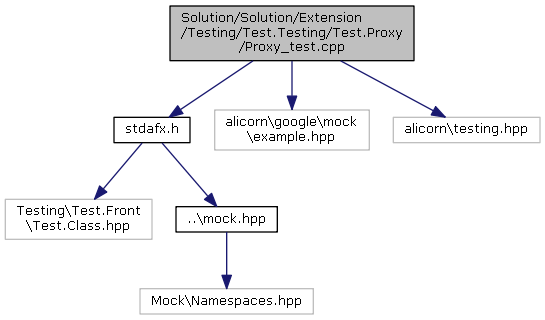 Solution/Solution/Extension
/Testing/Test.Testing/Test.Proxy
/Proxy_test.cpp
stdafx.h
alicorn\google\mock
\example.hpp
alicorn\testing.hpp
Testing\Test.Front
\Test.Class.hpp
..\mock.hpp
Mock\Namespaces.hpp